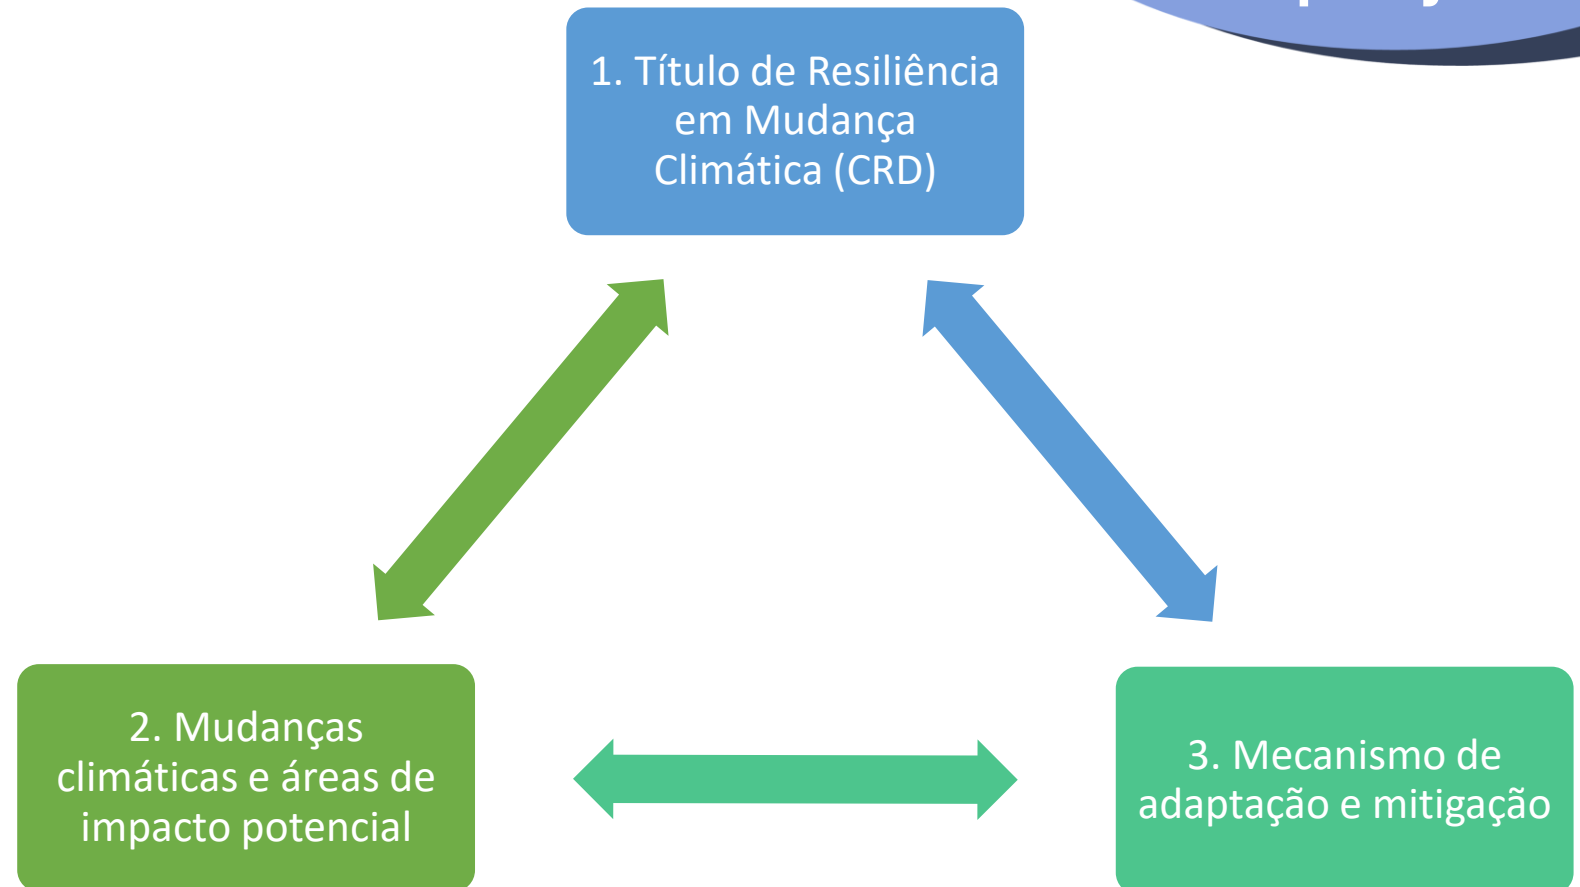 1. Título de Resiliência
em Mudança
Climática (CRD)
2. Mudanças
climáticas e áreas de
impacto potencial
3. Mecanismo de
adaptação e mitigação